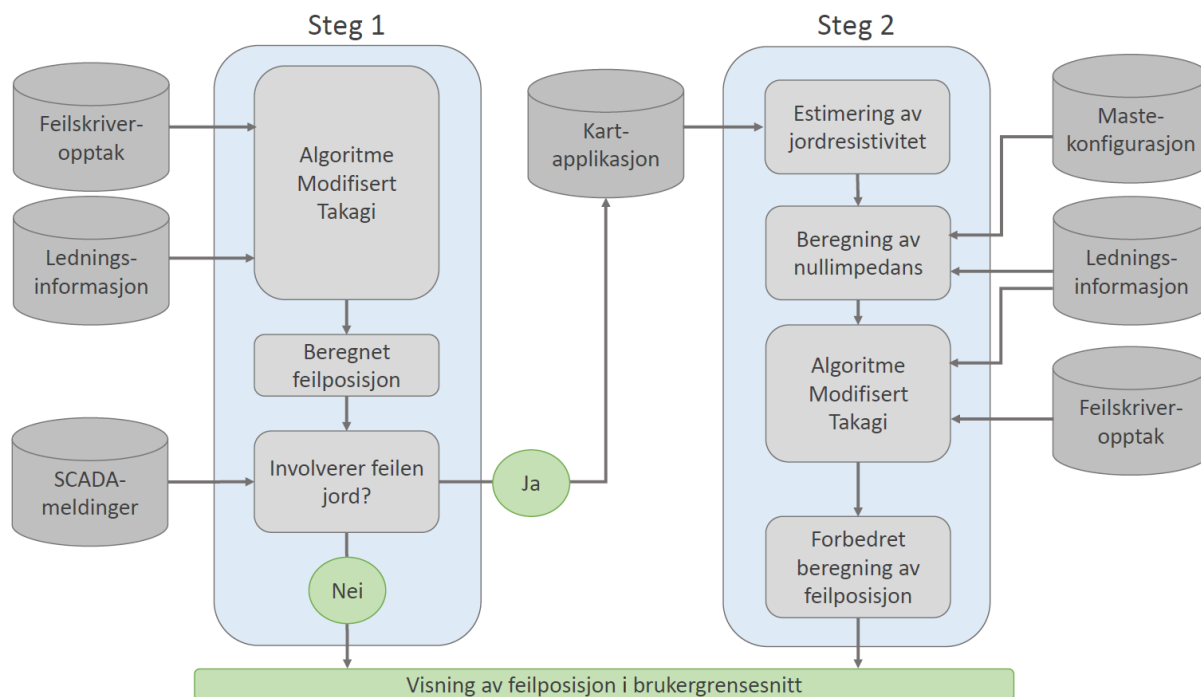 Steg 1
Feilskriver-
opptak
Algoritme
Modifisert
Takagi
Lednings-
informasjon
Beregnet
feilposisjon
SCADA-
meldinger
Involverer feilen
jord?
Ja
Nei
Steg 2
Kart-
applikasjon
Estimering av
jordresistivitet
Maste-
konfigurasjon
Beregning av
nullimpedans
Lednings-
informasjon
Algoritme
Modifisert
Takagi
Feilskriver-
opptak
Forbedret
beregning av
feilposisjon
Visning av feilposisjon i brukergrensesnitt